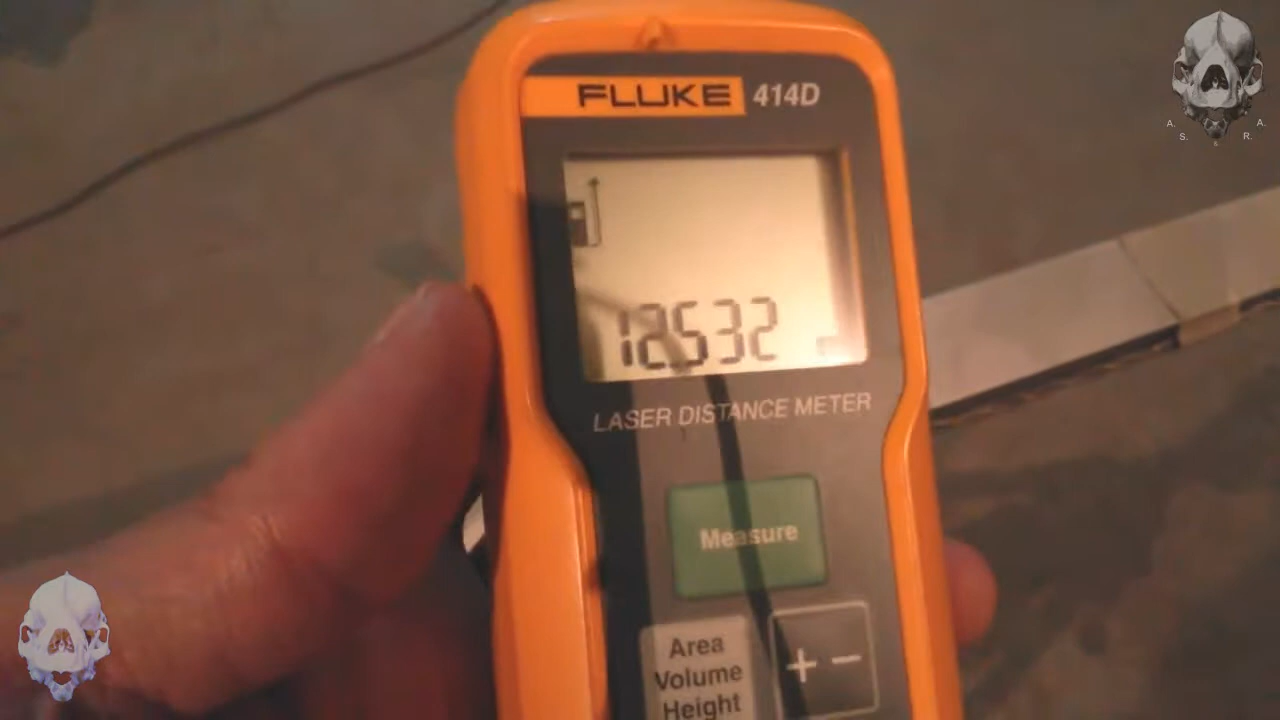 FLUKE 414D
A. A.
S. R.
&
12.532
LASER DISTANCE METER
Measure
Area
Volume
Height
+ −